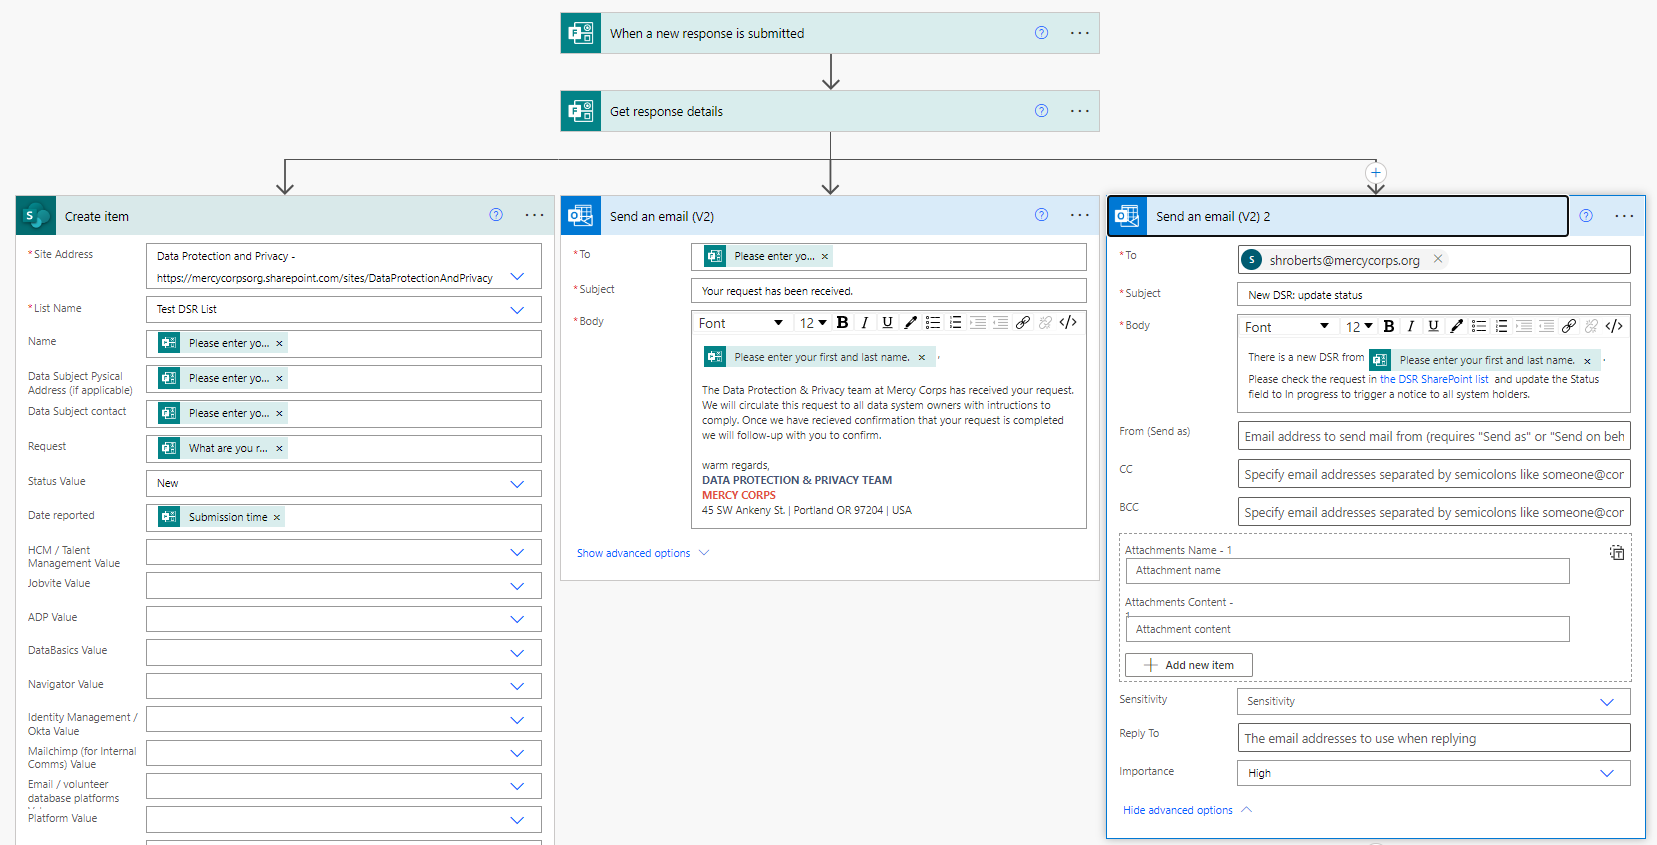 When a new response is submitted
Get response details
Create item
*Site Address
Data Protection and Privacy -
https://mercycorpsorg.sharepoint.com/sites/DataProtectionAndPrivacy
*List Name
Test DSR List
Name
Please enter yo... ×
Data Subject Pysical
Address (if applicable)
Please enter yo... ×
Data Subject contact
Please enter yo... ×
Request
What are you r... ×
Status Value
New
Date reported
Submission time ×
HCM / Talent
Management Value
Jobvite Value
ADP Value
DataBasics Value
Navigator Value
Identity Management /
Okta Value
Mailchimp (for Internal
Comms) Value
Email / volunteer
database platforms
Platform Value
Send an email (V2)
*To
Please enter yo... ×
*Subject
Your request has been received.
*Body
Font 12 B I U </>
Please enter your first and last name. × ,
The Data Protection & Privacy team at Mercy Corps has received your request.
We will circulate this request to all data system owners with intructions to
comply. Once we have recieved confirmation that your request is completed
we will follow-up with you to confirm.
warm regards,
DATA PROTECTION & PRIVACY TEAM
MERCY CORPS
45 SW Ankeny St. | Portland OR 97204 | USA
Show advanced options
Send an email (V2) 2
*To
S shroberts@mercycorps.org ×
*Subject
New DSR: update status
*Body
Font 12 B I U </>
There is a new DSR from Please enter your first and last name. × .
Please check the request in the DSR SharePoint list and update the Status
field to In progress to trigger a notice to all system holders.
From (Send as)
Email address to send mail from (requires "Send as" or "Send on beh
CC
Specify email addresses separated by semicolons like someone@cor
BCC
Specify email addresses separated by semicolons like someone@cor
Attachments Name - 1
Attachment name
Attachments Content -
1
Attachment content
Add new item
Sensitivity
Sensitivity
Reply To
The email addresses to use when replying
Importance
High
Hide advanced options